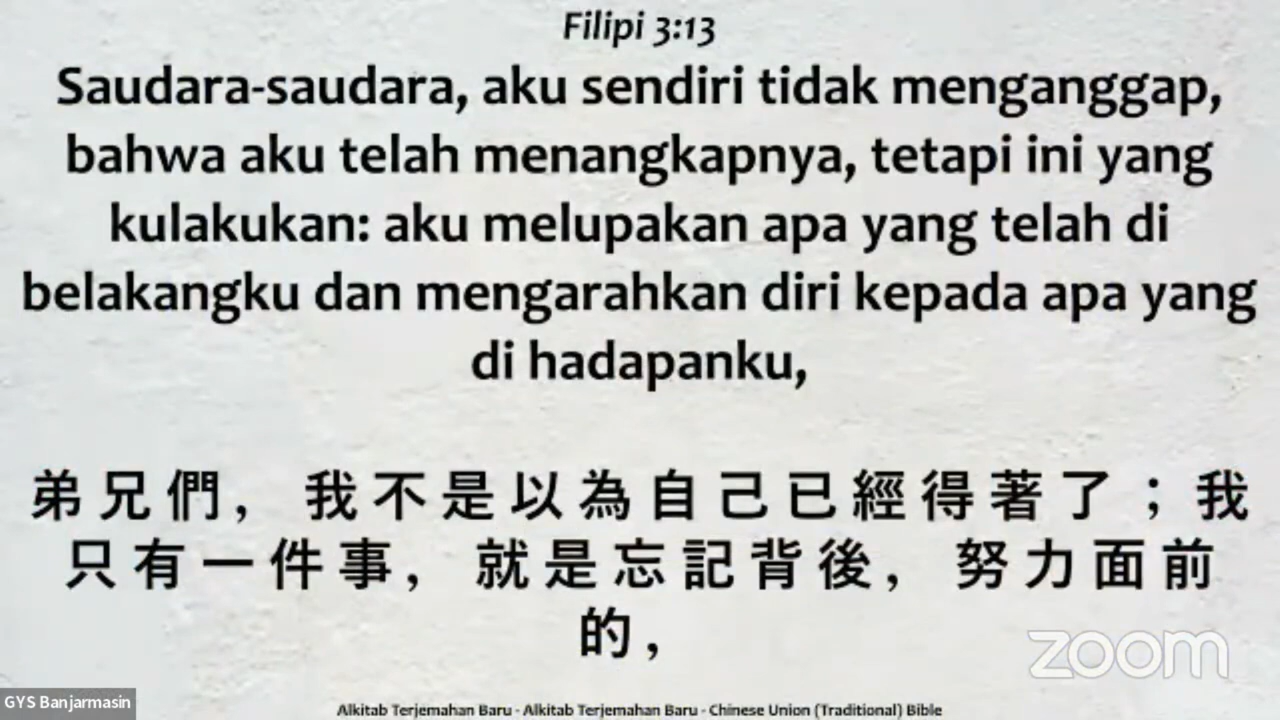 Filipi 3:13
Saudara-saudara, aku sendiri tidak menganggap,
bahwa aku telah menangkapnya, tetapi ini yang
kulakukan: aku melupakan apa yang telah di
belakangku dan mengarahkan diri kepada apa yang
di hadapanku,
弟兄們，我不是以為自己已經得著了；我
只有一件事，就是忘記背後，努力面前
的，
zoom
GYS Banjarmasin
Alkitab Terjemahan Baru - Alkitab Terjemahan Baru - Chinese Union (Traditional) Bible